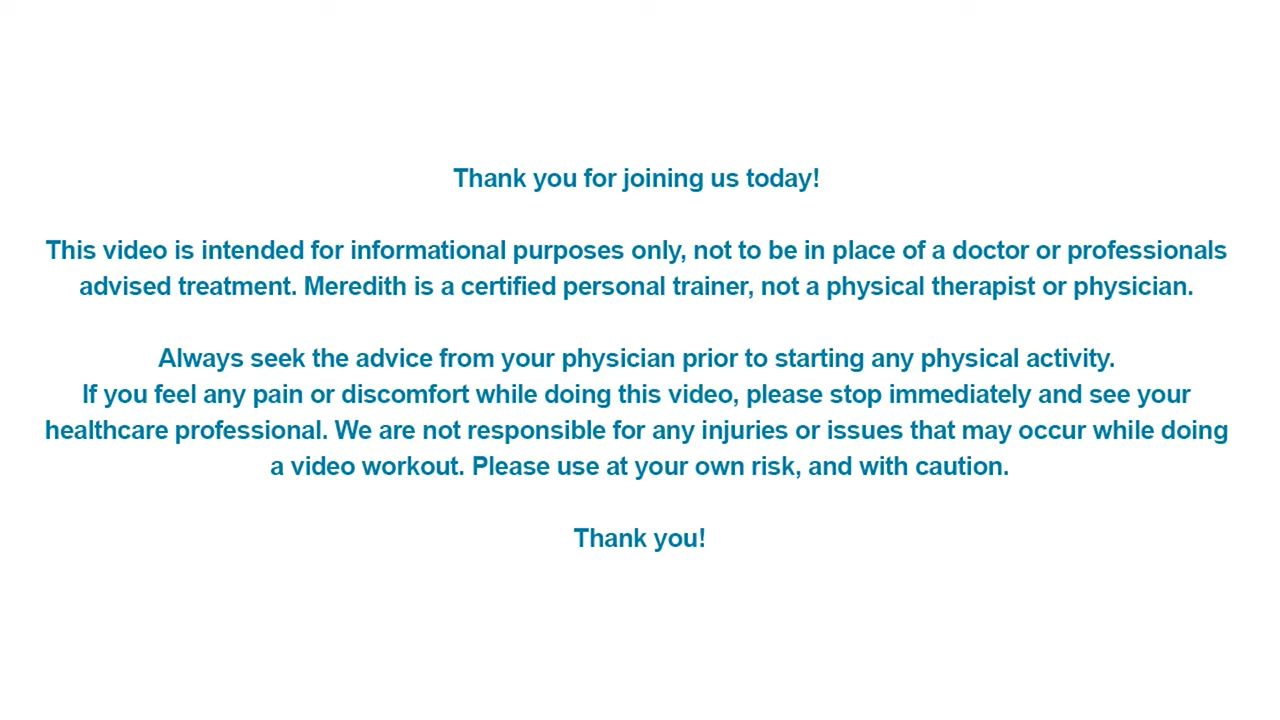 Thank you for joining us today!
This video is intended for informational purposes only, not to be in place of a doctor or professionals
advised treatment. Meredith is a certified personal trainer, not a physical therapist or physician.
Always seek the advice from your physician prior to starting any physical activity.
If you feel any pain or discomfort while doing this video, please stop immediately and see your
healthcare professional. We are not responsible for any injuries or issues that may occur while doing
a video workout. Please use at your own risk, and with caution.
Thank you!